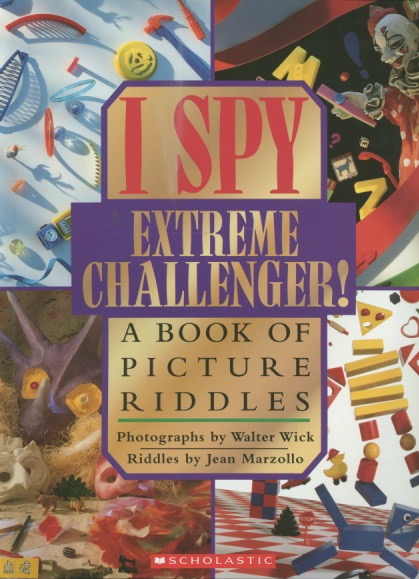 I SPY
EXTREME
CHALLENGER!
A BOOK OF
PICTURE
RIDDLES
Photographs by Walter Wick
Riddles by Jean Marzollo
SCHOLASTIC